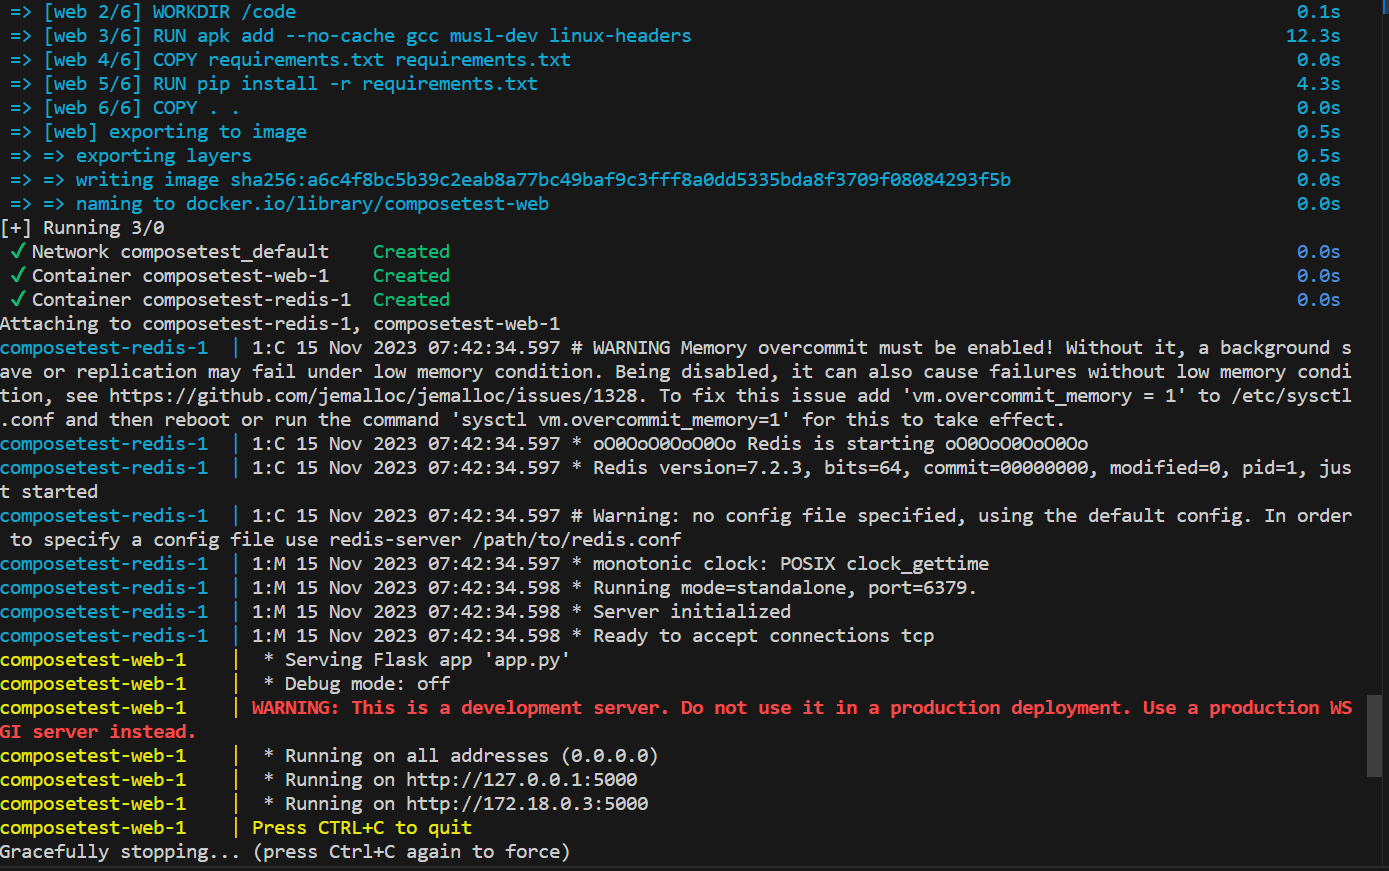 => [web 2/6] WORKDIR /code 0.1s
=> [web 3/6] RUN apk add --no-cache gcc musl-dev linux-headers 12.3s
=> [web 4/6] COPY requirements.txt requirements.txt 0.0s
=> [web 5/6] RUN pip install -r requirements.txt 4.3s
=> [web 6/6] COPY . . 0.0s
=> [web] exporting to image 0.5s
=> => exporting layers 0.5s
=> => writing image sha256:a6c4f8bc5b39c2eab8a77bc49baf9c3fff8a0dd5335bda8f3709f08084293f5b 0.0s
=> => naming to docker.io/library/composetest-web 0.0s
[+] Running 3/0
✓ Network composetest_default Created 0.0s
✓ Container composetest-web-1 Created 0.0s
✓ Container composetest-redis-1 Created 0.0s
Attaching to composetest-redis-1, composetest-web-1
composetest-redis-1 | 1:C 15 Nov 2023 07:42:34.597 # WARNING Memory overcommit must be enabled! Without it, a background s
ave or replication may fail under low memory condition. Being disabled, it can also cause failures without low memory condi
tion, see https://github.com/jemalloc/jemalloc/issues/1328. To fix this issue add 'vm.overcommit_memory = 1' to /etc/sysctl
.conf and then reboot or run the command 'sysctl vm.overcommit_memory=1' for this to take effect.
composetest-redis-1 | 1:C 15 Nov 2023 07:42:34.597 * oO0OoO0OoO0Oo Redis is starting oO0OoO0OoO0Oo
composetest-redis-1 | 1:C 15 Nov 2023 07:42:34.597 * Redis version=7.2.3, bits=64, commit=00000000, modified=0, pid=1, jus
t started
composetest-redis-1 | 1:C 15 Nov 2023 07:42:34.597 # Warning: no config file specified, using the default config. In order
to specify a config file use redis-server /path/to/redis.conf
composetest-redis-1 | 1:M 15 Nov 2023 07:42:34.597 * monotonic clock: POSIX clock_gettime
composetest-redis-1 | 1:M 15 Nov 2023 07:42:34.598 * Running mode=standalone, port=6379.
composetest-redis-1 | 1:M 15 Nov 2023 07:42:34.598 * Server initialized
composetest-redis-1 | 1:M 15 Nov 2023 07:42:34.598 * Ready to accept connections tcp
composetest-web-1 | * Serving Flask app 'app.py'
composetest-web-1 | * Debug mode: off
composetest-web-1 | WARNING: This is a development server. Do not use it in a production deployment. Use a production WS
GI server instead.
composetest-web-1 | * Running on all addresses (0.0.0.0)
composetest-web-1 | * Running on http://127.0.0.1:5000
composetest-web-1 | * Running on http://172.18.0.3:5000
composetest-web-1 | Press CTRL+C to quit
Gracefully stopping... (press Ctrl+C again to force)